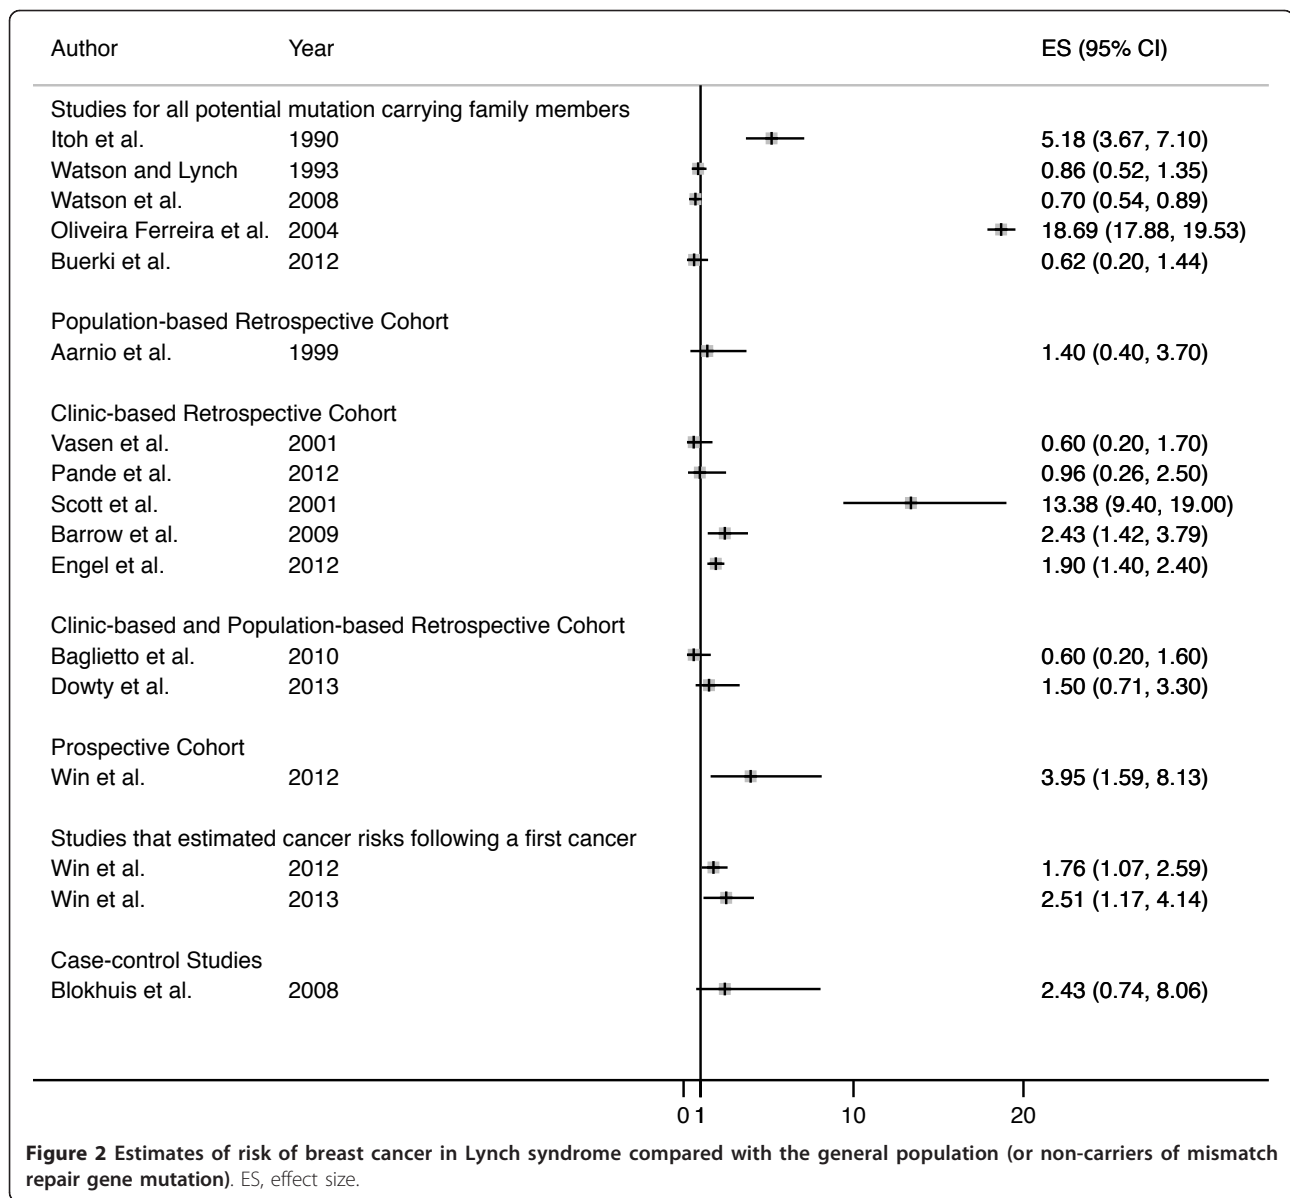 Author Year ES (95% CI)
Studies for all potential mutation carrying family members
Itoh et al. 1990 5.18 (3.67, 7.10)
Watson and Lynch 1993 0.86 (0.52, 1.35)
Watson et al. 2008 0.70 (0.54, 0.89)
Oliveira Ferreira et al. 2004 18.69 (17.88, 19.53)
Buerki et al. 2012 0.62 (0.20, 1.44)
Population-based Retrospective Cohort
Aarnio et al. 1999 1.40 (0.40, 3.70)
Clinic-based Retrospective Cohort
Vasen et al. 2001 0.60 (0.20, 1.70)
Pande et al. 2012 0.96 (0.26, 2.50)
Scott et al. 2001 13.38 (9.40, 19.00)
Barrow et al. 2009 2.43 (1.42, 3.79)
Engel et al. 2012 1.90 (1.40, 2.40)
Clinic-based and Population-based Retrospective Cohort
Baglietto et al. 2010 0.60 (0.20, 1.60)
Dowty et al. 2013 1.50 (0.71, 3.30)
Prospective Cohort
Win et al. 2012 3.95 (1.59, 8.13)
Studies that estimated cancer risks following a first cancer
Win et al. 2012 1.76 (1.07, 2.59)
Win et al. 2013 2.51 (1.17, 4.14)
Case-control Studies
Blokhuis et al. 2008 2.43 (0.74, 8.06)
0 1 10 20
Figure 2 Estimates of risk of breast cancer in Lynch syndrome compared with the general population (or non-carriers of mismatch
repair gene mutation). ES, effect size.